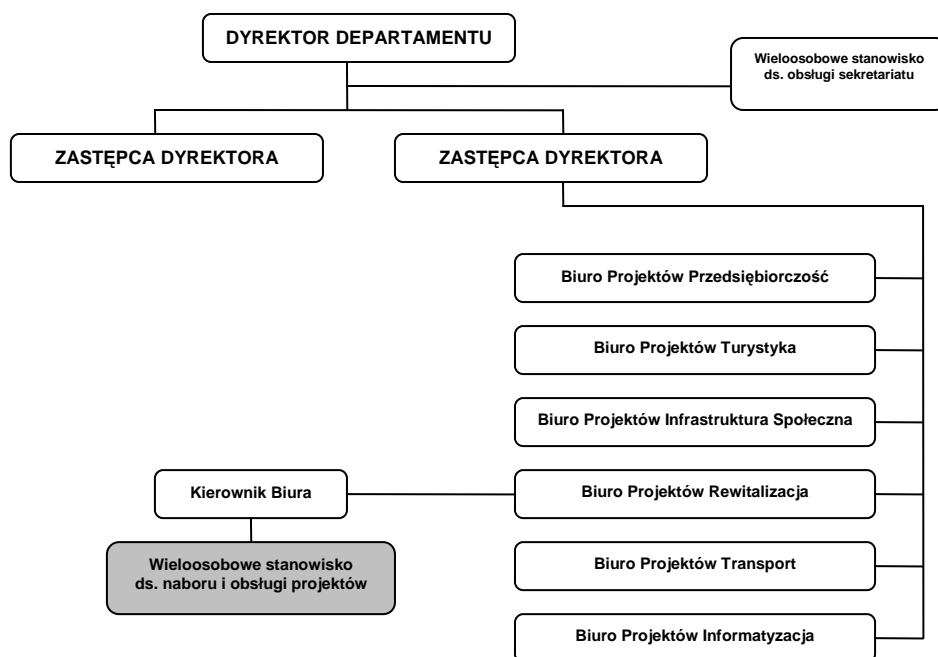 DYREKTOR DEPARTAMENTU
Wieloosobowe stanowisko
ds. obsługi sekretariatu
ZASTĘPCA DYREKTORA
ZASTĘPCA DYREKTORA
Biuro Projektów Przedsiębiorczość
Biuro Projektów Turystyka
Biuro Projektów Infrastruktura Społeczna
Kierownik Biura
Biuro Projektów Rewitalizacja
Wieloosobowe stanowisko
ds. naboru i obsługi projektów
Biuro Projektów Transport
Biuro Projektów Informatyzacja